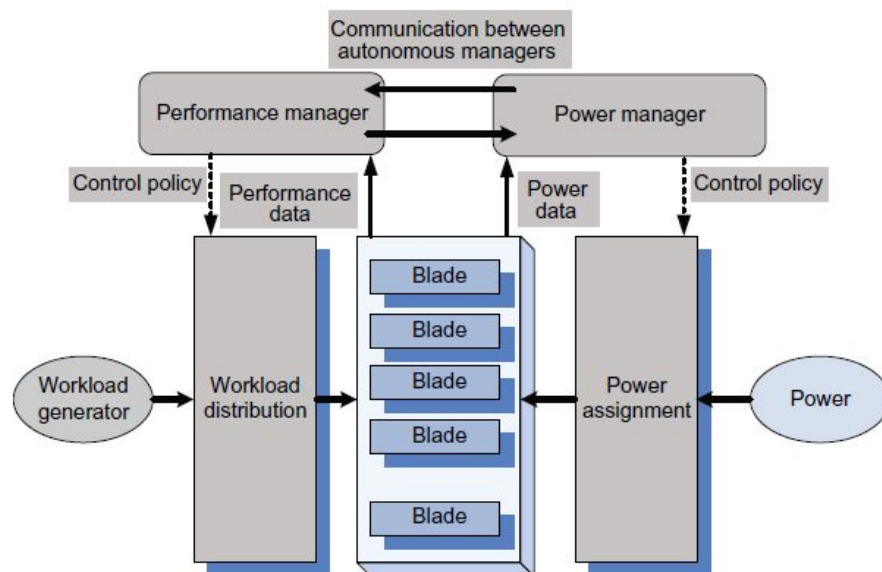 Communication between
autonomous managers
Performance manager
Power manager
Control policy
Performance
data
Power
data
Control policy
Blade
Blade
Blade
Blade
Blade
Workload
generator
Workload
distribution
Power
assignment
Power